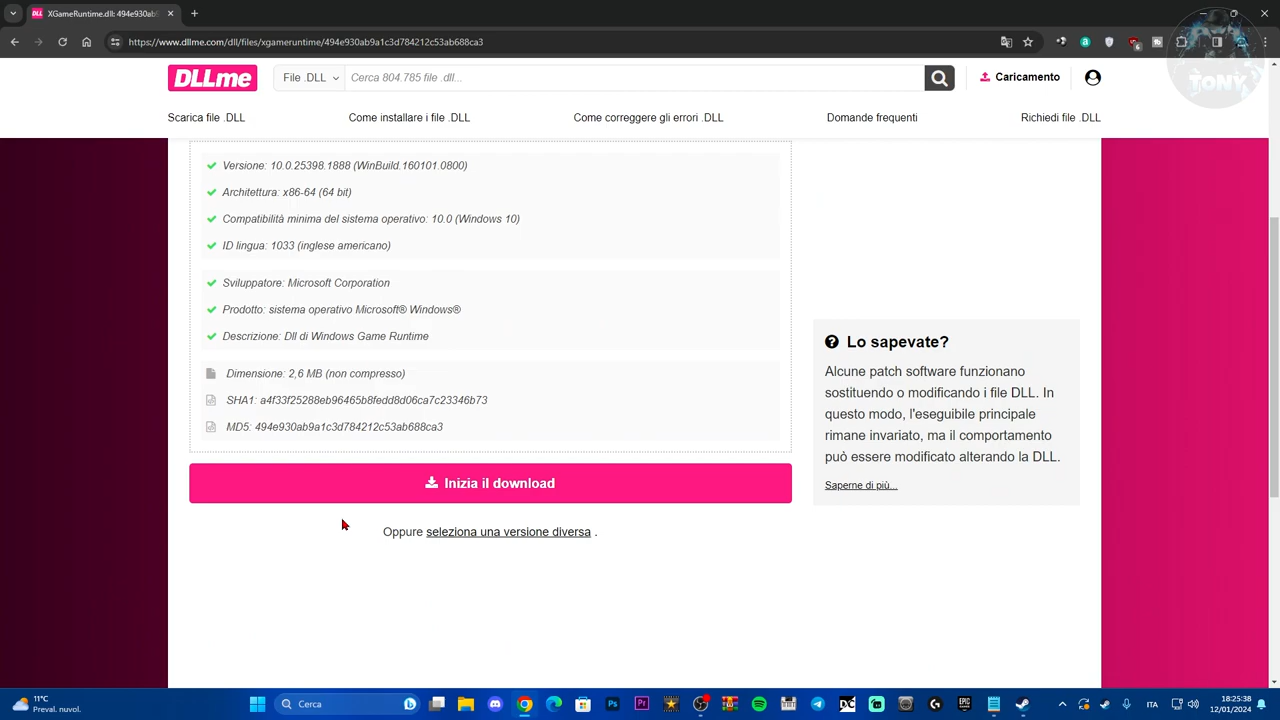 DLL XGameRuntime.dll: 494e930ab9
https://www.dllme.com/dll/files/xgameruntime/494e930ab9a1c3d784212c53ab688ca3
TONY
DLLme
File .DLL
Cerca 804.785 file .dll...
Caricamento
Scarica file .DLL
Come installare i file .DLL
Come correggere gli errori .DLL
Domande frequenti
Richiedi file .DLL
Versione: 10.0.25398.1888 (WinBuild.160101.0800)
Architettura: x86-64 (64 bit)
Compatibilità minima del sistema operativo: 10.0 (Windows 10)
ID lingua: 1033 (inglese americano)
Sviluppatore: Microsoft Corporation
Prodotto: sistema operativo Microsoft® Windows®
Descrizione: Dll di Windows Game Runtime
Dimensione: 2,6 MB (non compresso)
SHA1: a4f33f25288eb96465b8fedd8d06ca7c23346b73
MD5: 494e930ab9a1c3d784212c53ab688ca3
Inizia il download
Oppure seleziona una versione diversa .
Lo sapevate?
Alcune patch software funzionano
sostituendo o modificando i file DLL. In
questo modo, l'eseguibile principale
rimane invariato, ma il comportamento
può essere modificato alterando la DLL.
Saperne di più...
11°C
Preval. nuvol.
Cerca
Ps
Pr
EPIC
GAMES
ITA
18:25:38
12/01/2024